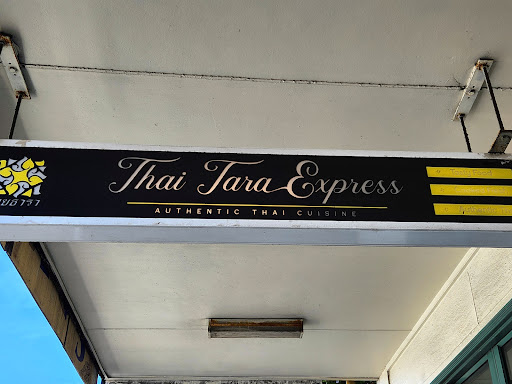 Thai Tara Express
AUTHENTIC THAI CUISINE